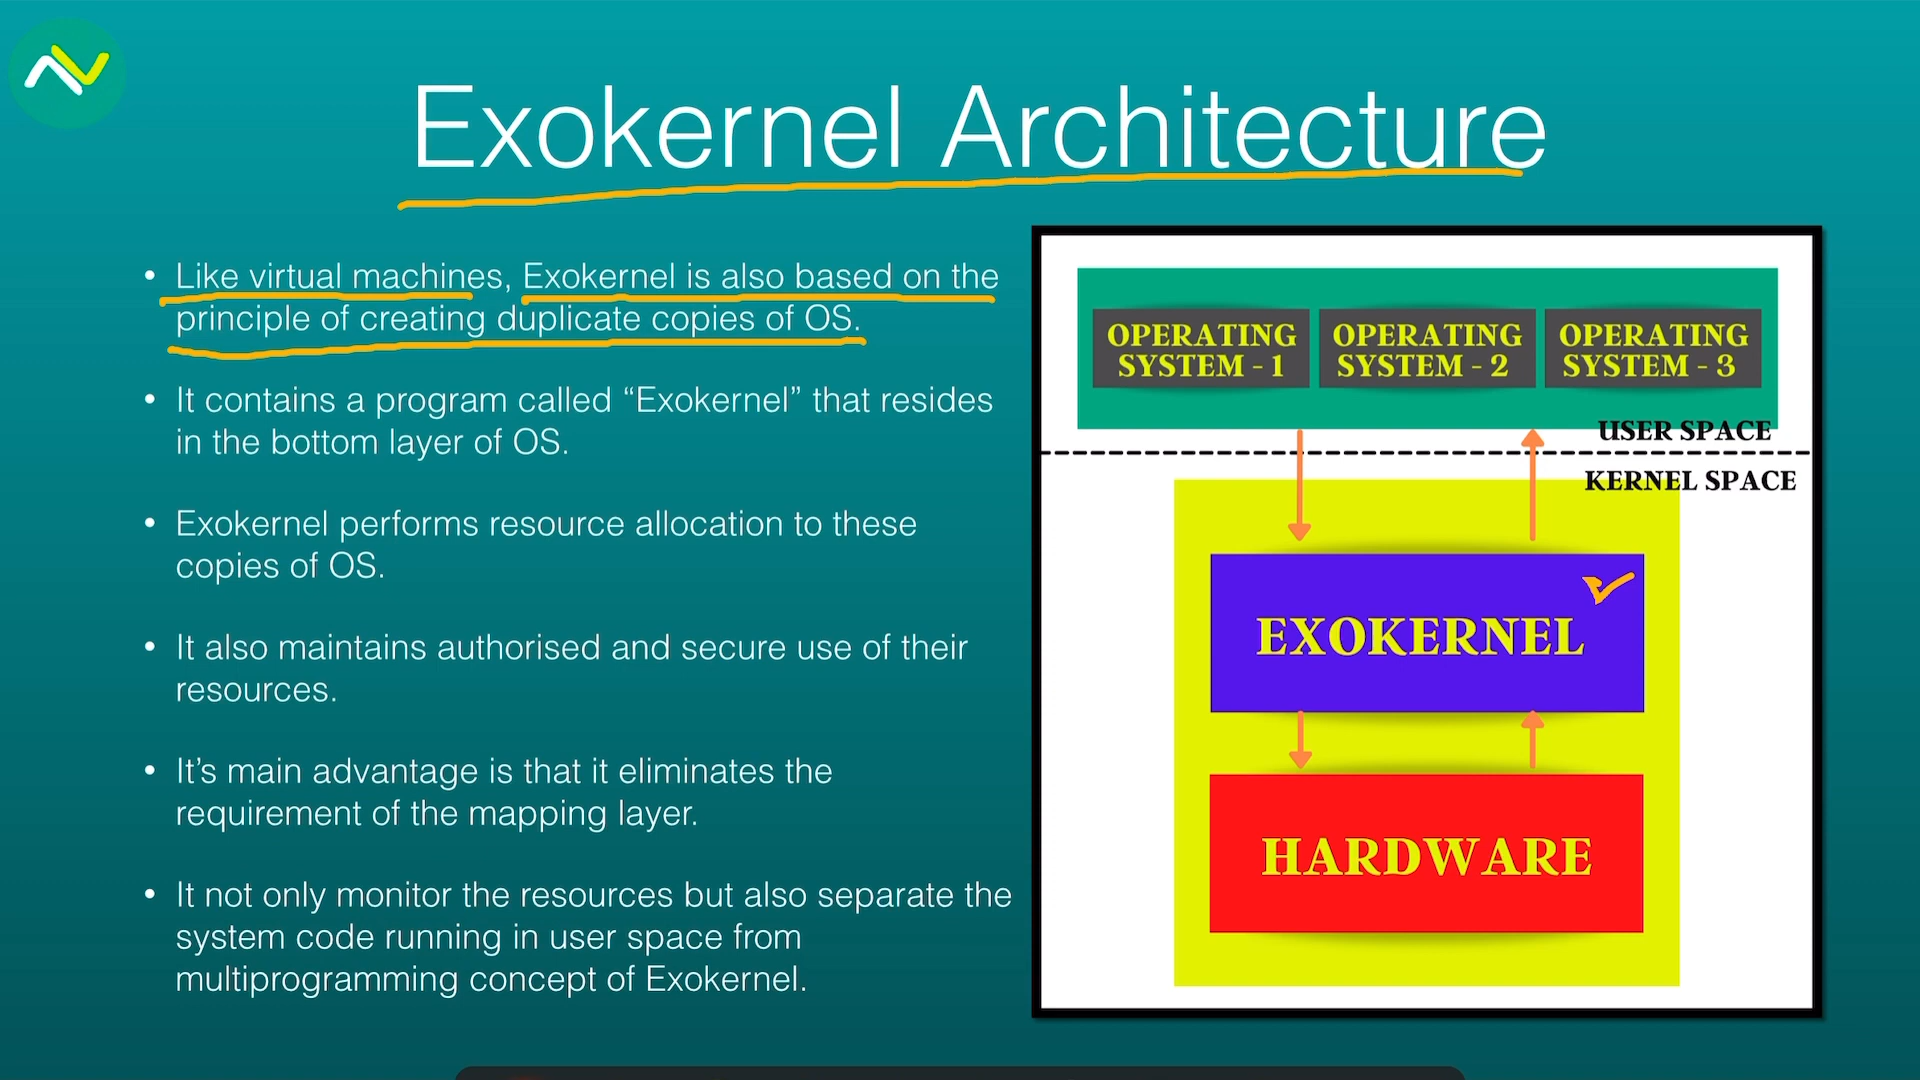 Exokernel Architecture
• Like virtual machines, Exokernel is also based on the
principle of creating duplicate copies of OS.
• It contains a program called “Exokernel” that resides
in the bottom layer of OS.
• Exokernel performs resource allocation to these
copies of OS.
• It also maintains authorised and secure use of their
resources.
• It’s main advantage is that it eliminates the
requirement of the mapping layer.
• It not only monitor the resources but also separate the
system code running in user space from
multiprogramming concept of Exokernel.
OPERATING
SYSTEM - 1
OPERATING
SYSTEM - 2
OPERATING
SYSTEM - 3
USER SPACE
KERNEL SPACE
EXOKERNEL
HARDWARE